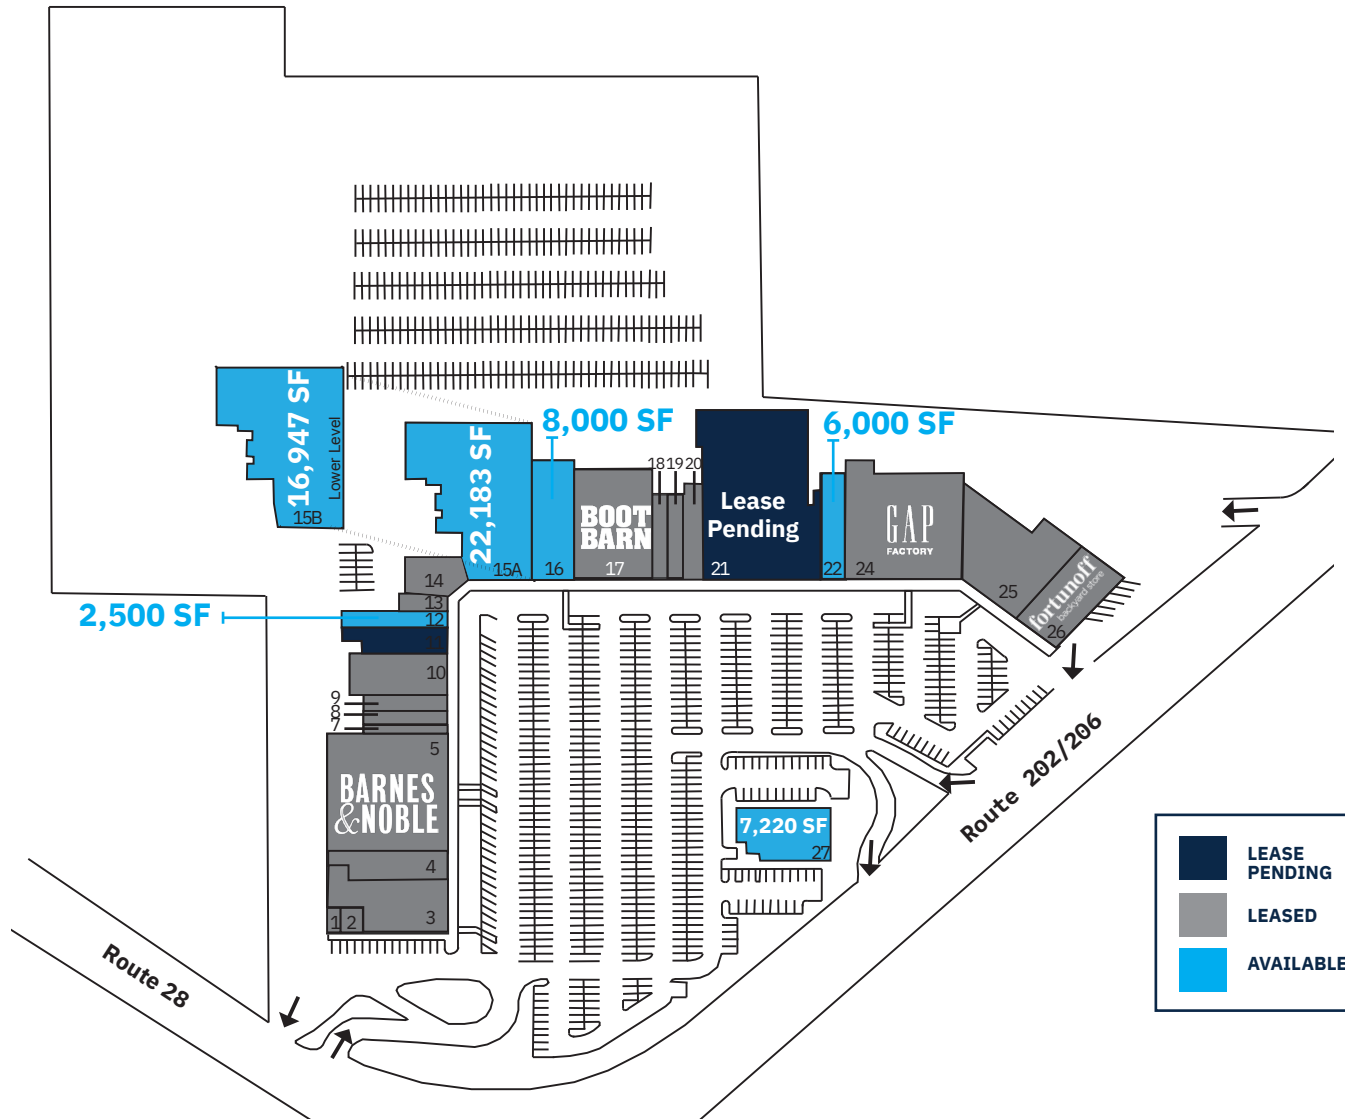 16,947 SF
Lower Level
15B
22,183 SF
15A
8,000 SF
16
BOOT
BARN
17
18
19
20
Lease
Pending
21
6,000 SF
22
GAP
FACTORY
24
25
fortunoff
backyard store
26
14
13
2,500 SF
12
11
10
9
8
7
5
BARNES
&NOBLE
4
3
1
2
7,220 SF
27
Route 202/206
Route 28
LEASE
PENDING
LEASED
AVAILABLE